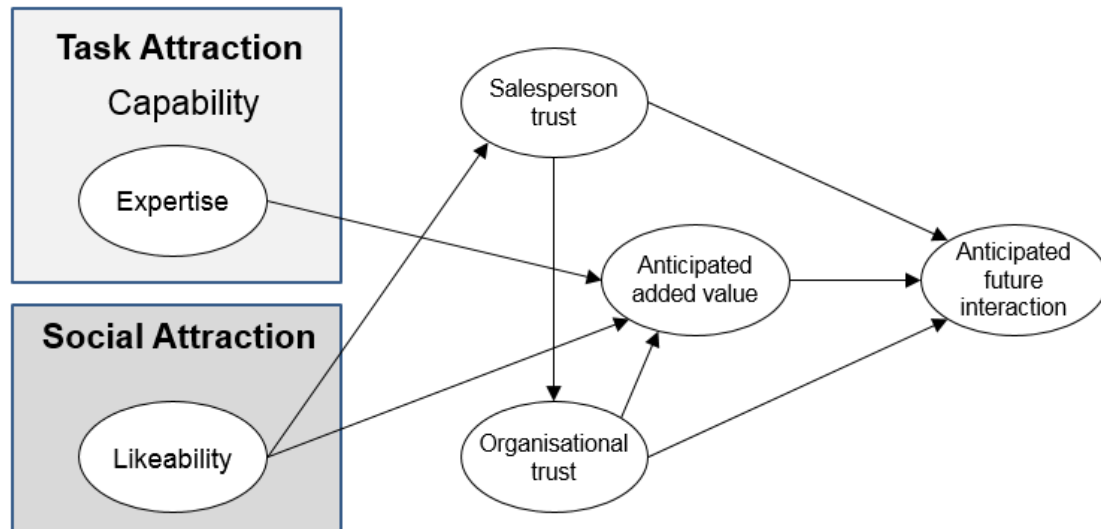 Task Attraction
Capability
Expertise
Social Attraction
Likeability
Salesperson
trust
Anticipated
added value
Organisational
trust
Anticipated
future
interaction